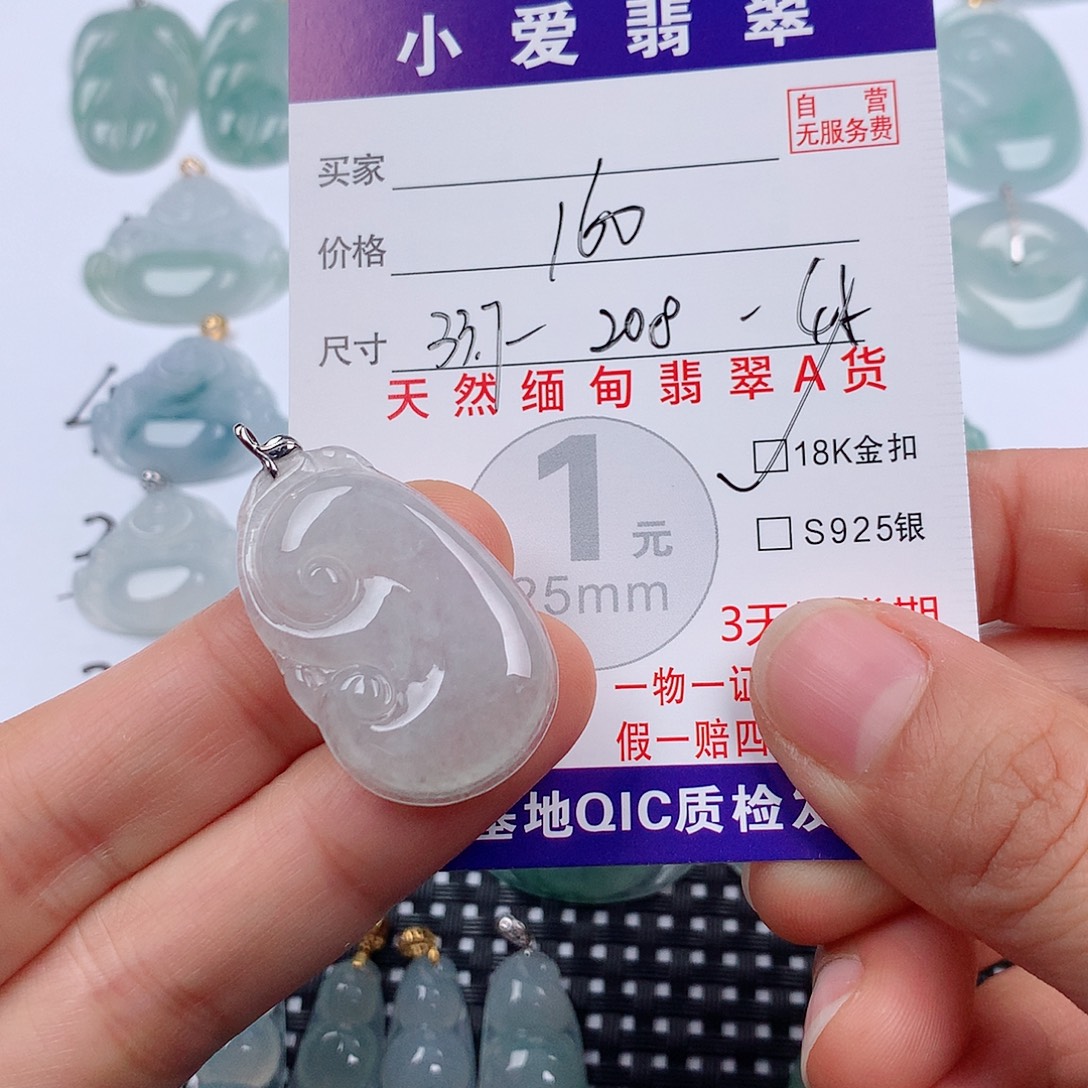 小爱翡翠
自营
无服务费
买家
价格 160
尺寸 33.7 - 20.8 -
天然缅甸翡翠A货
18K金扣
1元
25mm
S925银
3天
一物一证
假一赔四
基地QIC质检